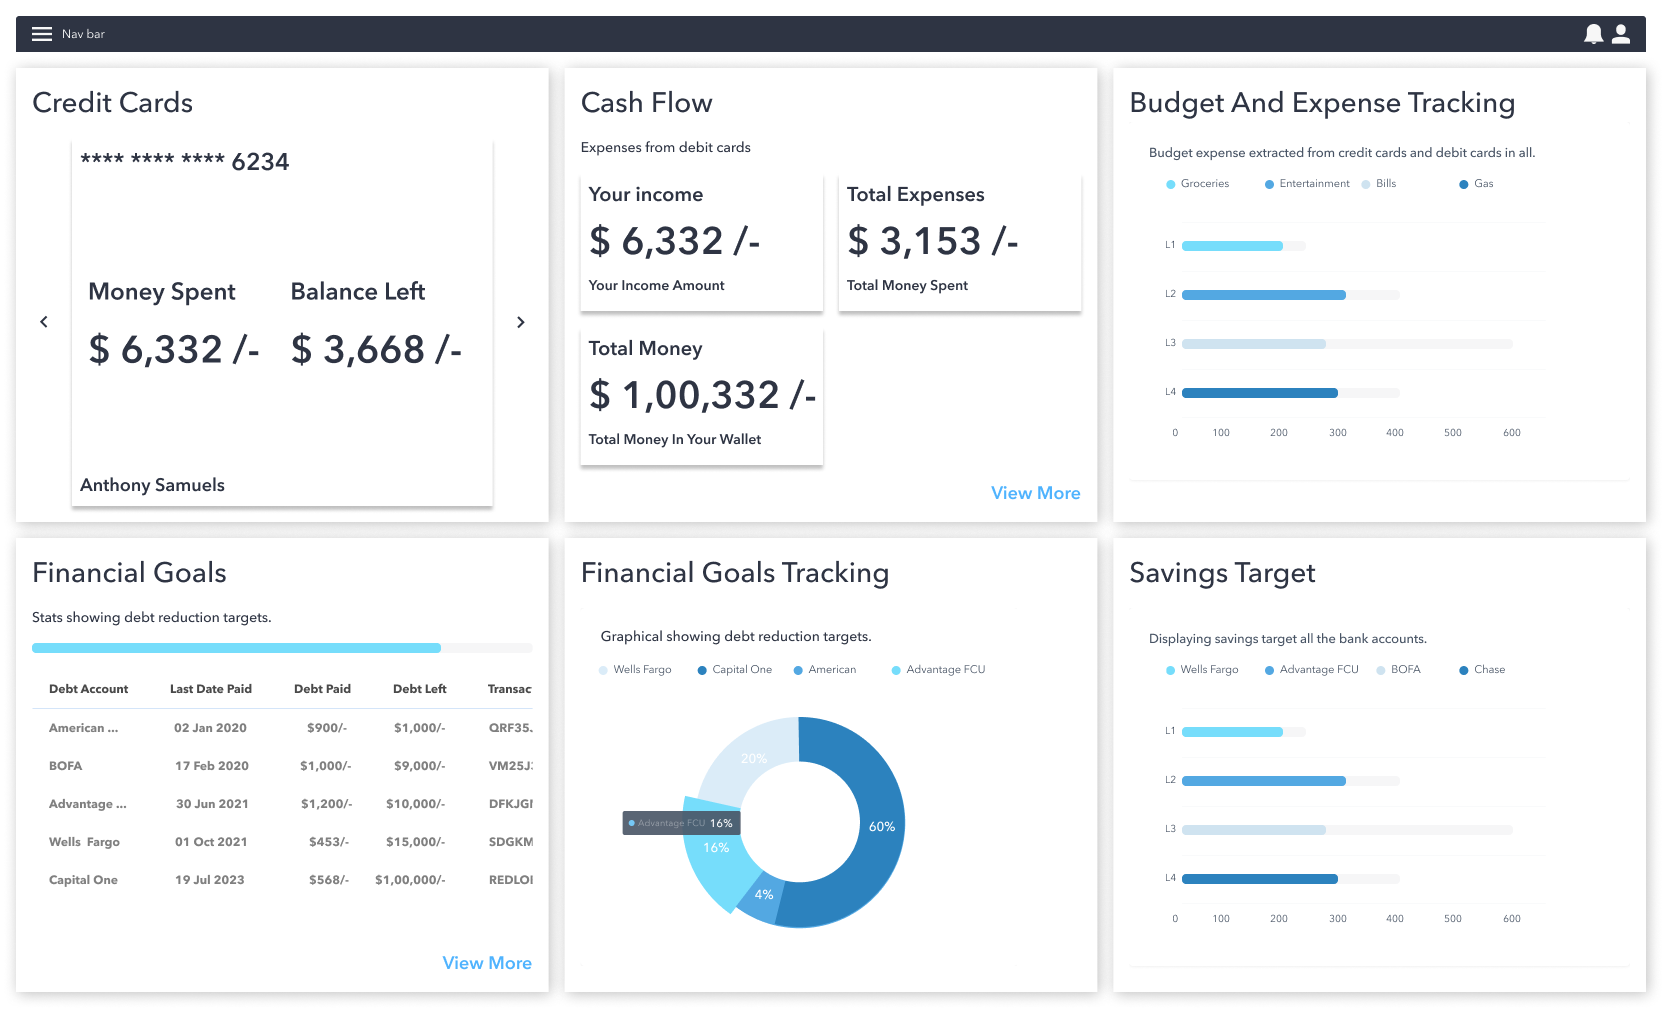 Nav bar
Credit Cards
**** **** **** 6234
Money Spent Balance Left
$ 6,332 /- $ 3,668 /-
Anthony Samuels
Cash Flow
Expenses from debit cards
Your income
$ 6,332 /-
Your Income Amount
Total Expenses
$ 3,153 /-
Total Money Spent
Total Money
$ 1,00,332 /-
Total Money In Your Wallet
View More
Budget And Expense Tracking
Budget expense extracted from credit cards and debit cards in all.
Groceries Entertainment Bills Gas
L1
L2
L3
L4
0 100 200 300 400 500 600
Financial Goals
Stats showing debt reduction targets.
Debt Account Last Date Paid Debt Paid Debt Left Transac
American ... 02 Jan 2020 $900/- $1,000/- QRF35.
BOFA 17 Feb 2020 $1,000/- $9,000/- VM25J
Advantage ... 30 Jun 2021 $1,200/- $10,000/- DFKJG
Wells Fargo 01 Oct 2021 $453/- $15,000/- SDGKM
Capital One 19 Jul 2023 $568/- $1,00,000/- REDLO
View More
Financial Goals Tracking
Graphical showing debt reduction targets.
Wells Fargo Capital One American Advantage FCU
20%
Advantage FCU 16%
60%
16%
4%
Savings Target
Displaying savings target all the bank accounts.
Wells Fargo Advantage FCU BOFA Chase
L1
L2
L3
L4
0 100 200 300 400 500 600